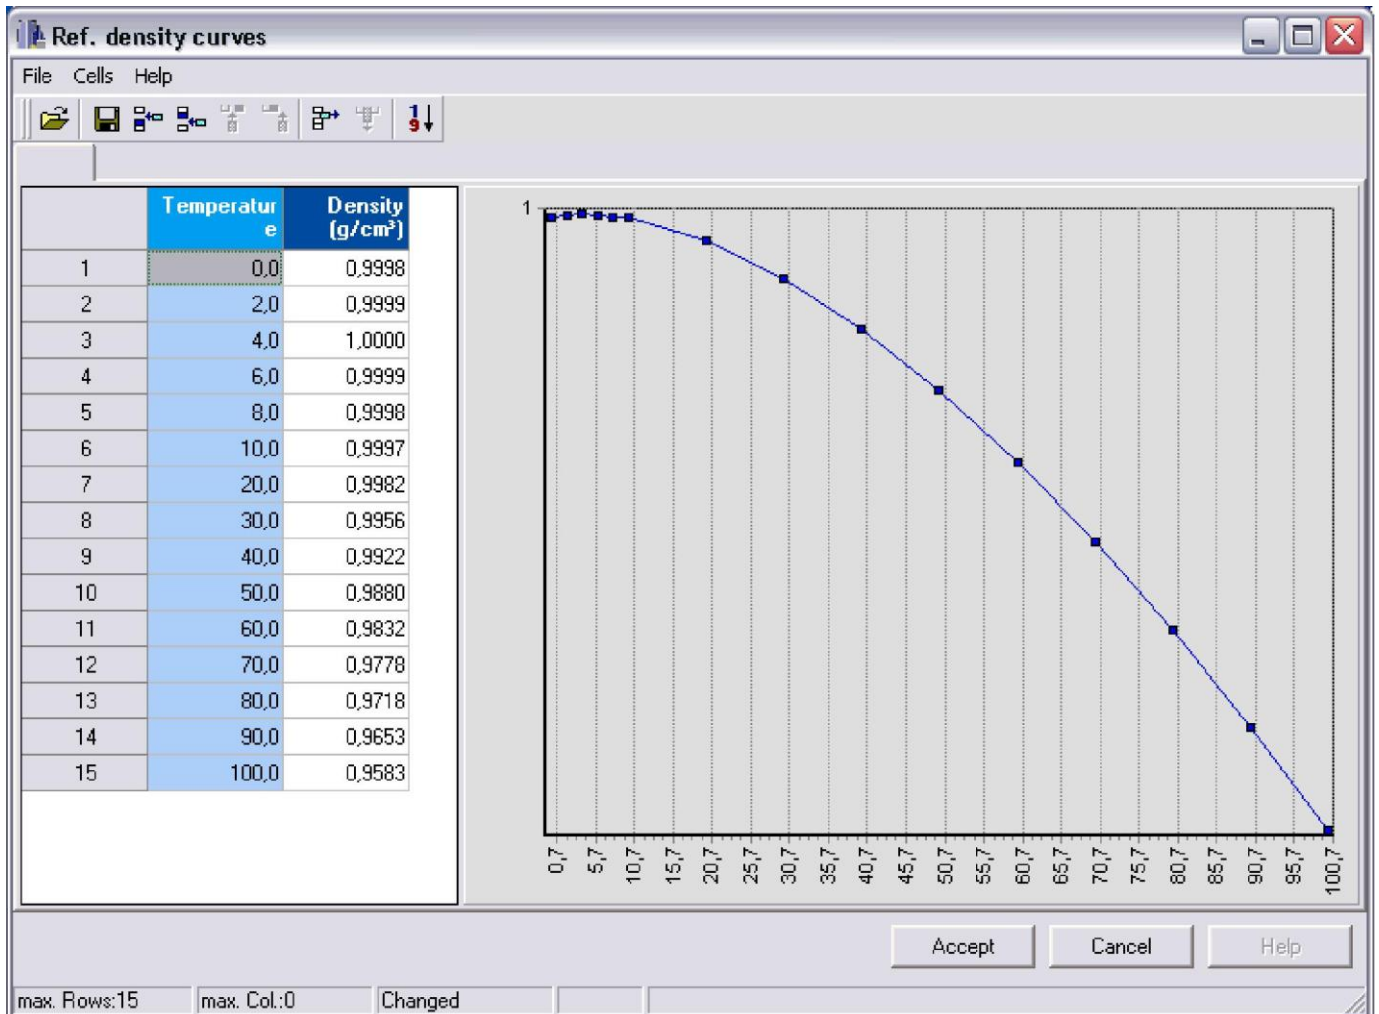 Ref. density curves
File Cells Help
Temperatur
e
Density
(g/cm³)
1 0,0 0,9998
2 2,0 0,9999
3 4,0 1,0000
4 6,0 0,9999
5 8,0 0,9998
6 10,0 0,9997
7 20,0 0,9982
8 30,0 0,9956
9 40,0 0,9922
10 50,0 0,9880
11 60,0 0,9832
12 70,0 0,9778
13 80,0 0,9718
14 90,0 0,9653
15 100,0 0,9583
1
0,7 5,7 10,7 15,7 20,7 25,7 30,7 35,7 40,7 45,7 50,7 55,7 60,7 65,7 70,7 75,7 80,7 85,7 90,7 95,7 100,7
Accept Cancel Help
max. Rows:15 max. Col.:0 Changed